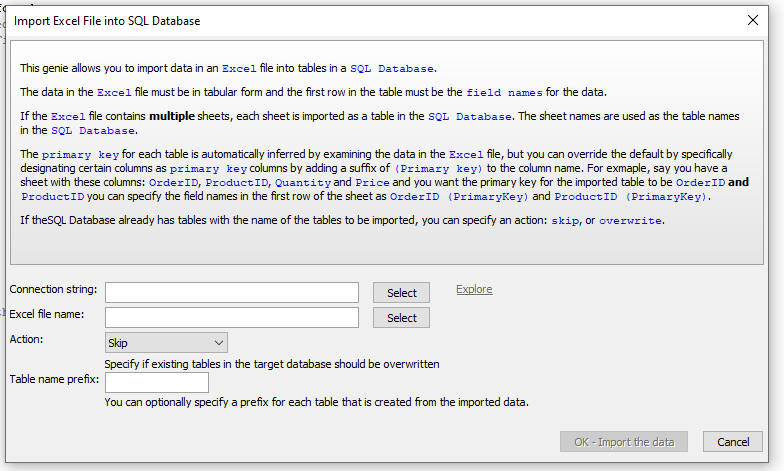 Import Excel File into SQL Database
This genie allows you to import data in an Excel file into tables in a SQL Database.
The data in the Excel file must be in tabular form and the first row in the table must be the field names for the data.
If the Excel file contains multiple sheets, each sheet is imported as a table in the SQL Database. The sheet names are used as the table names
in the SQL Database.
The primary key for each table is automatically inferred by examining the data in the Excel file, but you can override the default by specifically
designating certain columns as primary key columns by adding a suffix of (Primary key) to the column name. For exmaple, say you have a
sheet with these columns: OrderID, ProductID, Quantity and Price and you want the primary key for the imported table to be OrderID and
ProductID you can specify the field names in the first row of the sheet as OrderID (PrimaryKey) and ProductID (PrimaryKey).
If theSQL Database already has tables with the name of the tables to be imported, you can specify an action: skip, or overwrite.
Connection string: Select Explore
Excel file name: Select
Action: Skip
Specify if existing tables in the target database should be overwritten
Table name prefix:
You can optionally specify a prefix for each table that is created from the imported data.
OK - Import the data Cancel